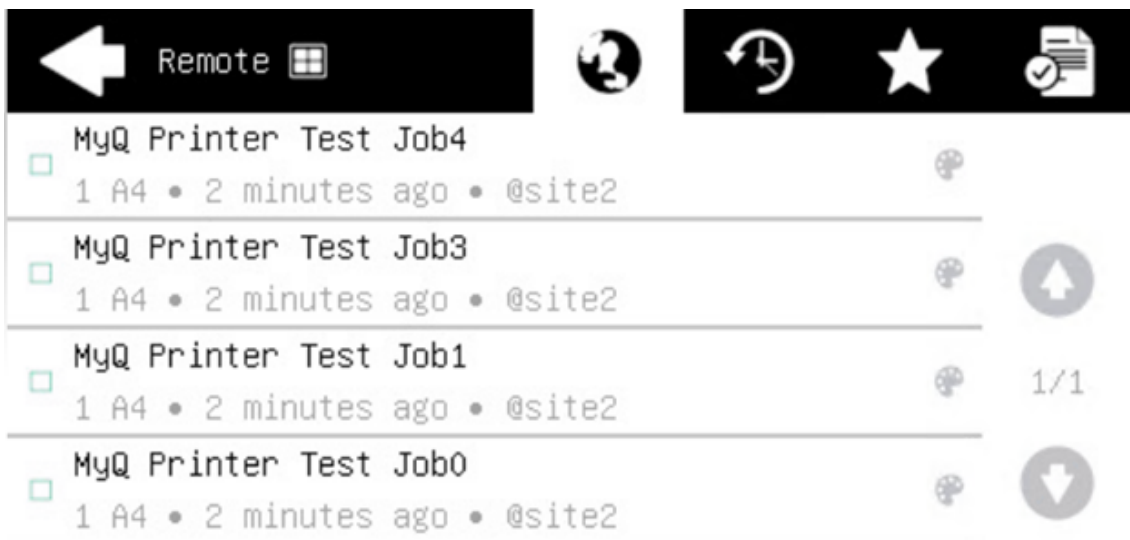 Remote
MyQ Printer Test Job4
1 A4 • 2 minutes ago • @site2
MyQ Printer Test Job3
1 A4 • 2 minutes ago • @site2
MyQ Printer Test Job1
1 A4 • 2 minutes ago • @site2
1/1
MyQ Printer Test Job0
1 A4 • 2 minutes ago • @site2